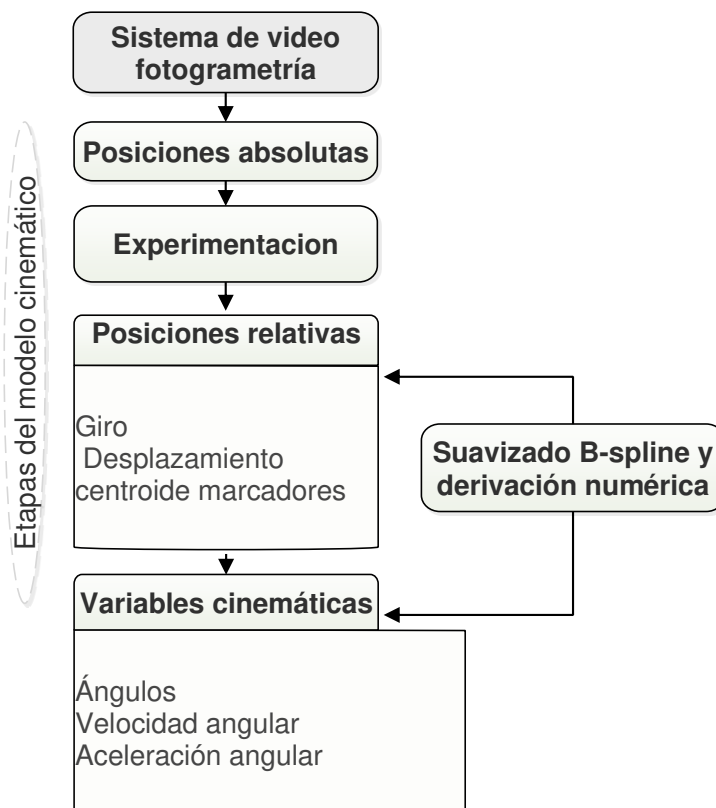 Sistema de video
fotogrametría
Posiciones absolutas
Experimentacion
Posiciones relativas
Giro
Desplazamiento
centroide marcadores
Suavizado B-spline y
derivación numérica
Variables cinemáticas
Ángulos
Velocidad angular
Aceleración angular
Etapas del modelo cinemático